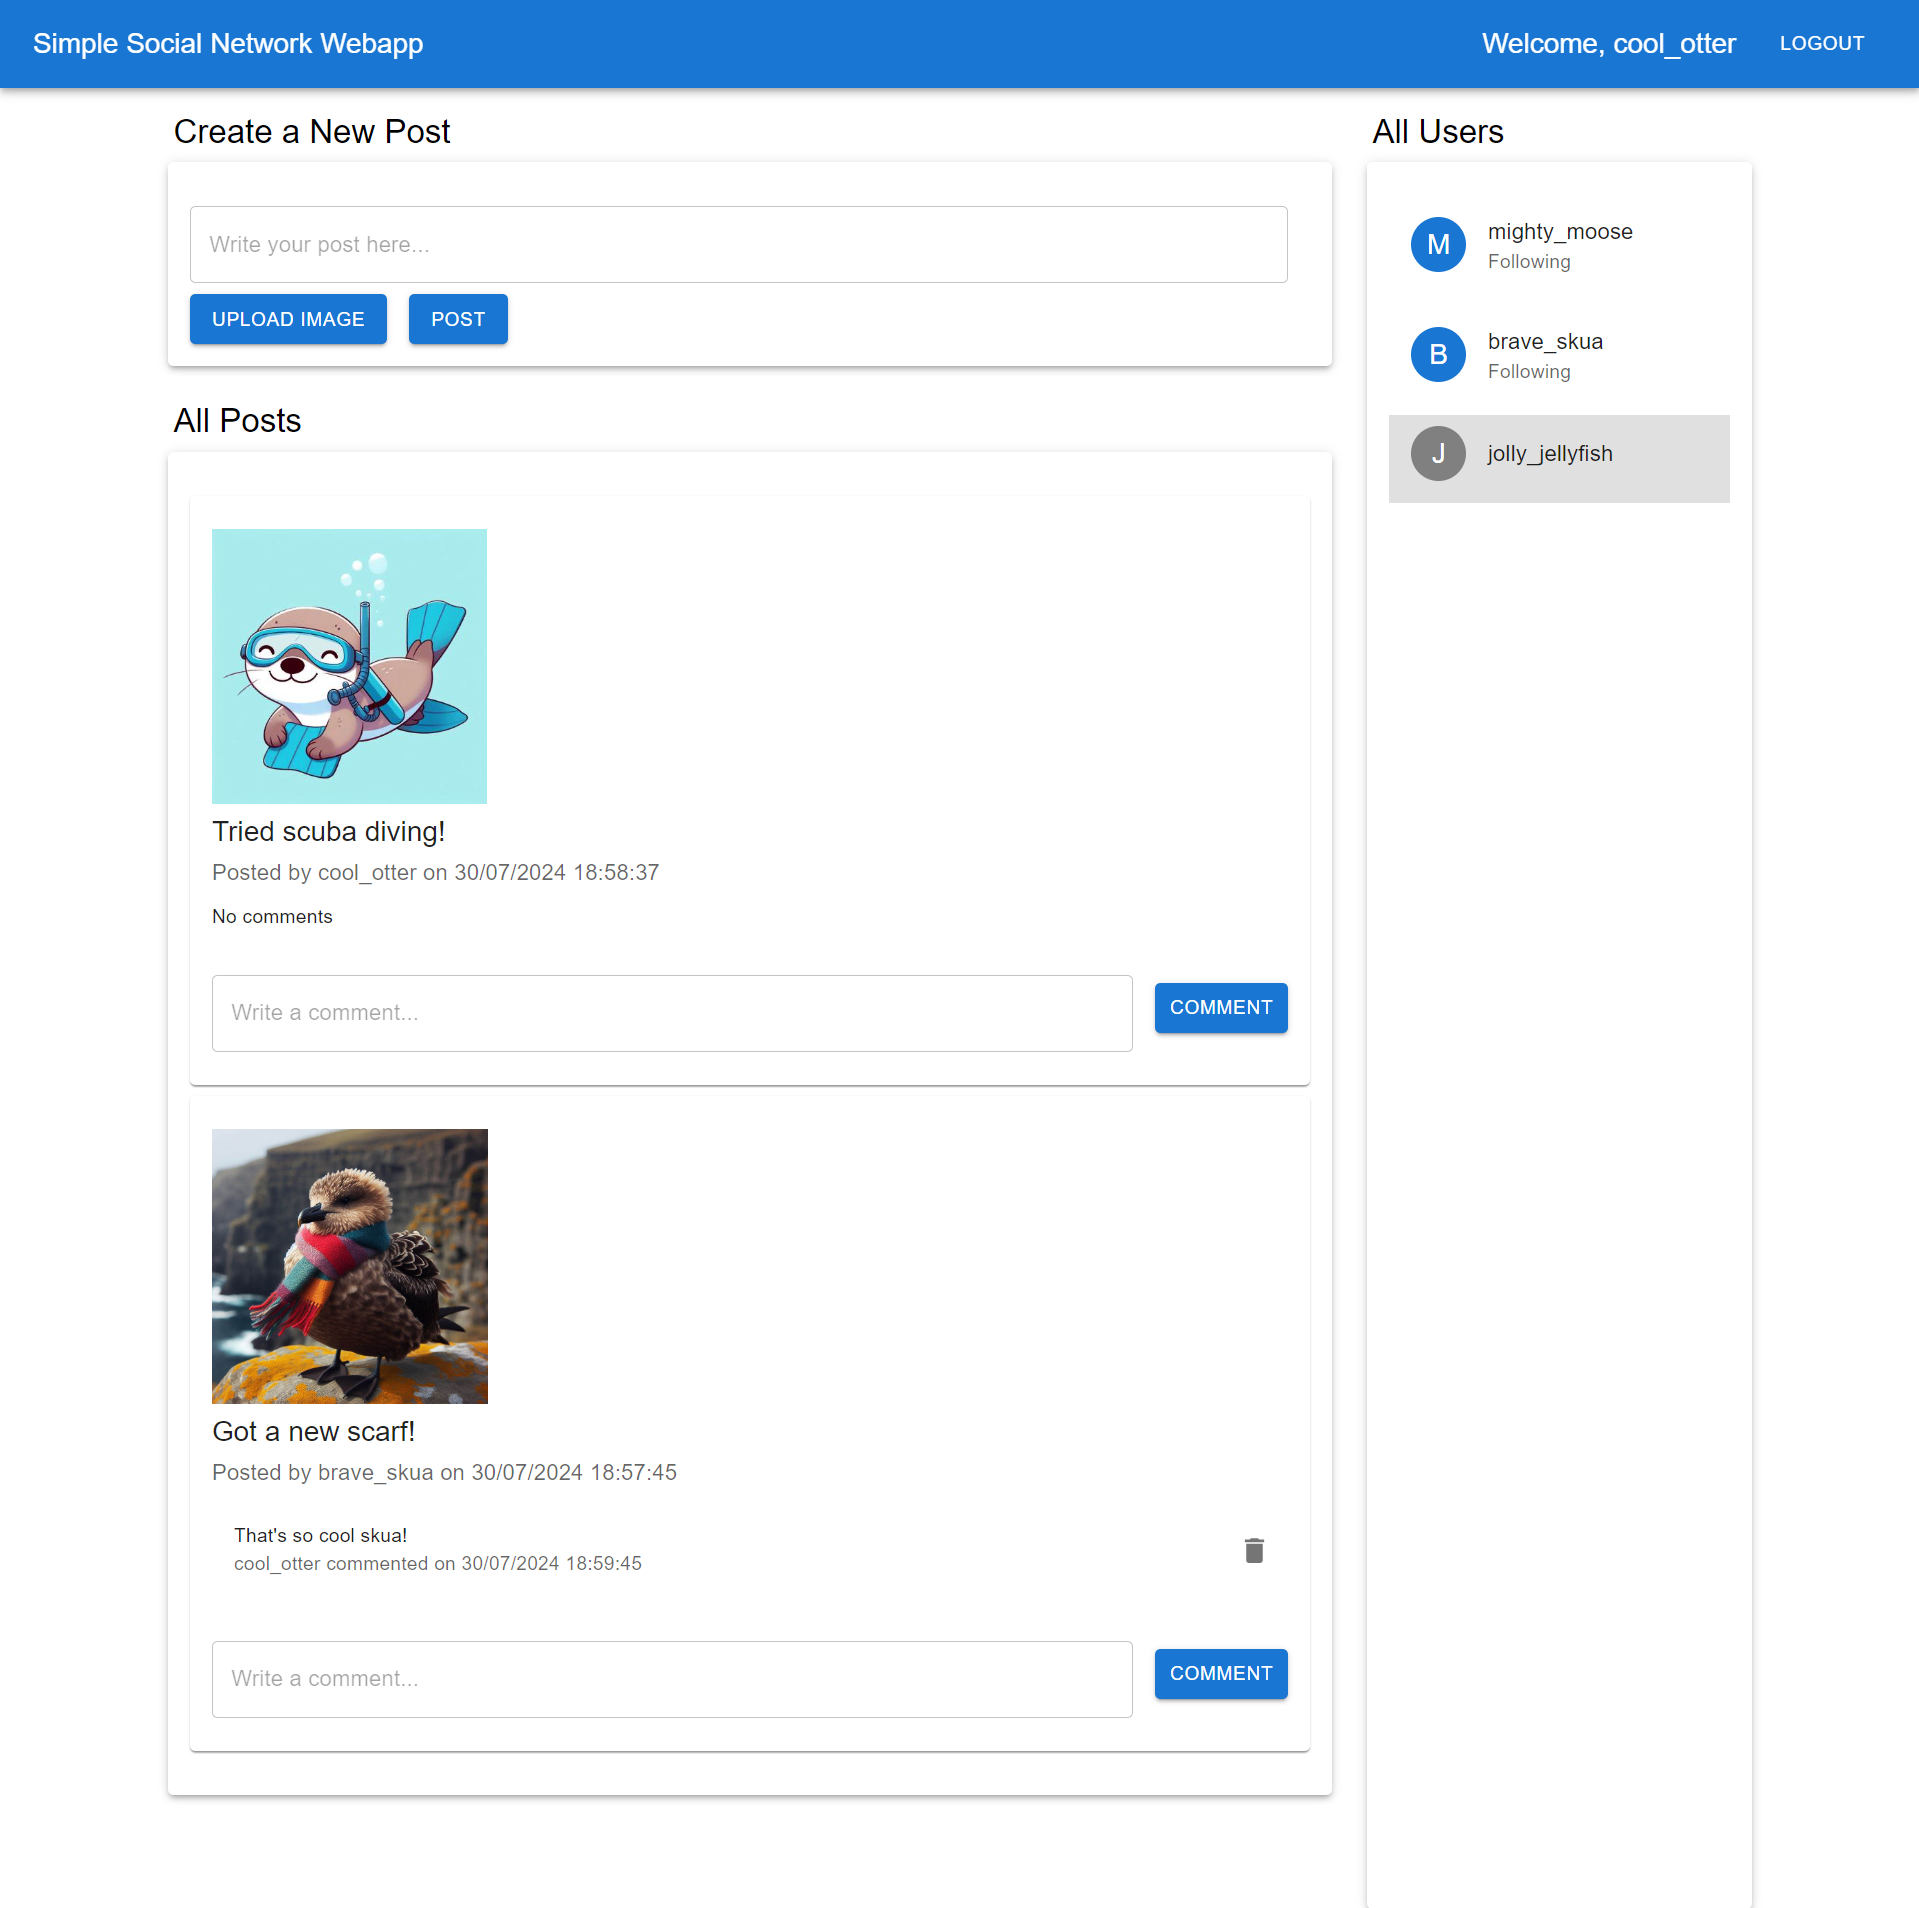 Simple Social Network Webapp
Welcome, cool_otter
LOGOUT
Create a New Post
Write your post here...
UPLOAD IMAGE
POST
All Posts
Tried scuba diving!
Posted by cool_otter on 30/07/2024 18:58:37
No comments
Write a comment...
COMMENT
Got a new scarf!
Posted by brave_skua on 30/07/2024 18:57:45
That's so cool skua!
cool_otter commented on 30/07/2024 18:59:45
Write a comment...
COMMENT
All Users
M
mighty_moose
Following
B
brave_skua
Following
J
jolly_jellyfish